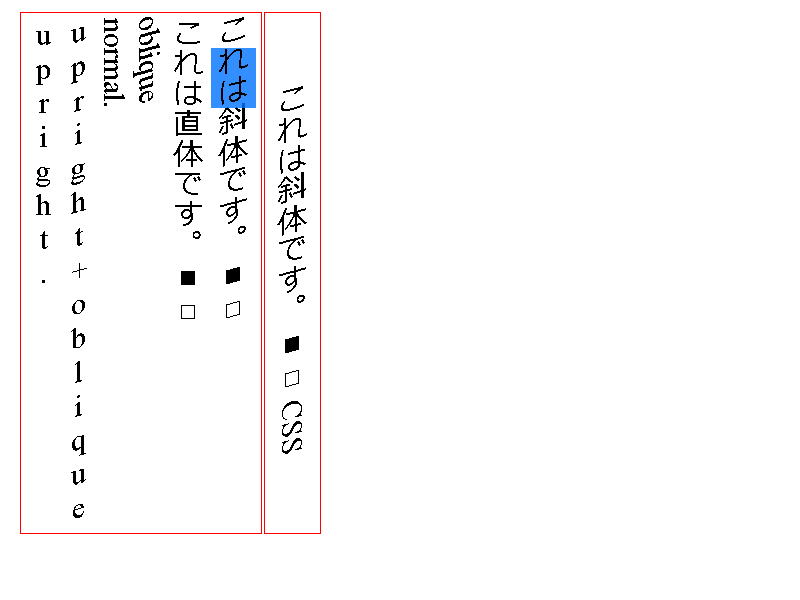 これは斜体です。■□ CSS
これは斜体です。■□
これは直体です。■□
oblique
normal.
upright+oblique
upright.